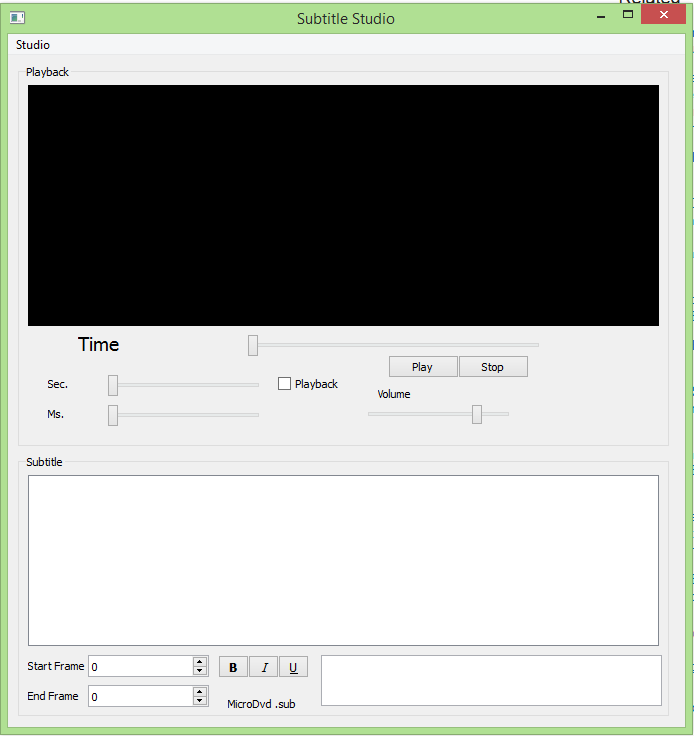 Subtitle Studio
Studio
Playback
Time
Play Stop
Sec. Playback
Volume
Ms.
Subtitle
Start Frame 0 B I U
End Frame 0
MicroDvd .sub